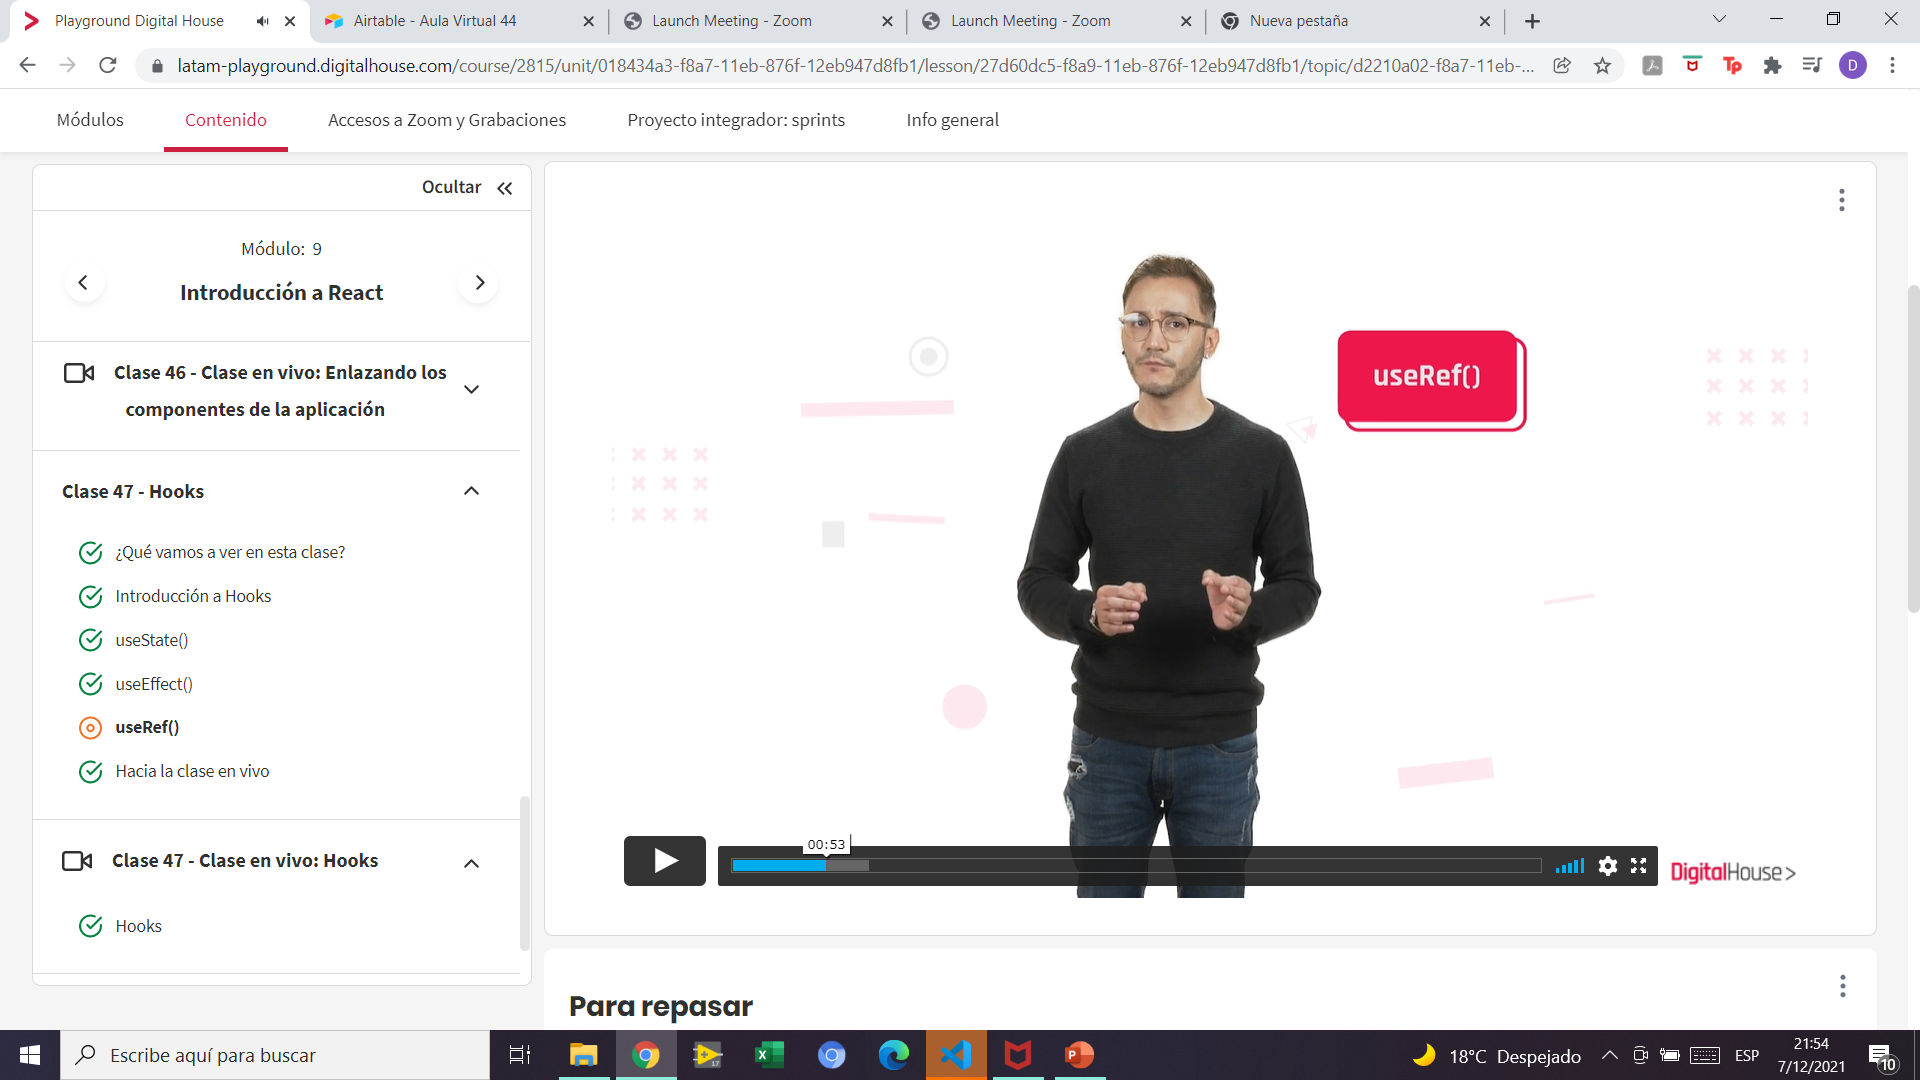 Playground Digital House
Airtable - Aula Virtual 44
Launch Meeting - Zoom
Launch Meeting - Zoom
Nueva pestaña
latam-playground.digitalhouse.com/course/2815/unit/018434a3-f8a7-11eb-876f-12eb947d8fb1/lesson/27d60dc5-f8a9-11eb-876f-12eb947d8fb1/topic/d2210a02-f8a7-11eb-...
Tp
D
Módulos
Contenido
Accesos a Zoom y Grabaciones
Proyecto integrador: sprints
Info general
Ocultar
Módulo: 9
Introducción a React
Clase 46 - Clase en vivo: Enlazando los
componentes de la aplicación
Clase 47 - Hooks
¿Qué vamos a ver en esta clase?
Introducción a Hooks
useState()
useEffect()
useRef()
Hacia la clase en vivo
Clase 47 - Clase en vivo: Hooks
Hooks
useRef()
00:53
DigitalHouse>
Para repasar
Escribe aquí para buscar
18°C Despejado
ESP
21:54
7/12/2021
10